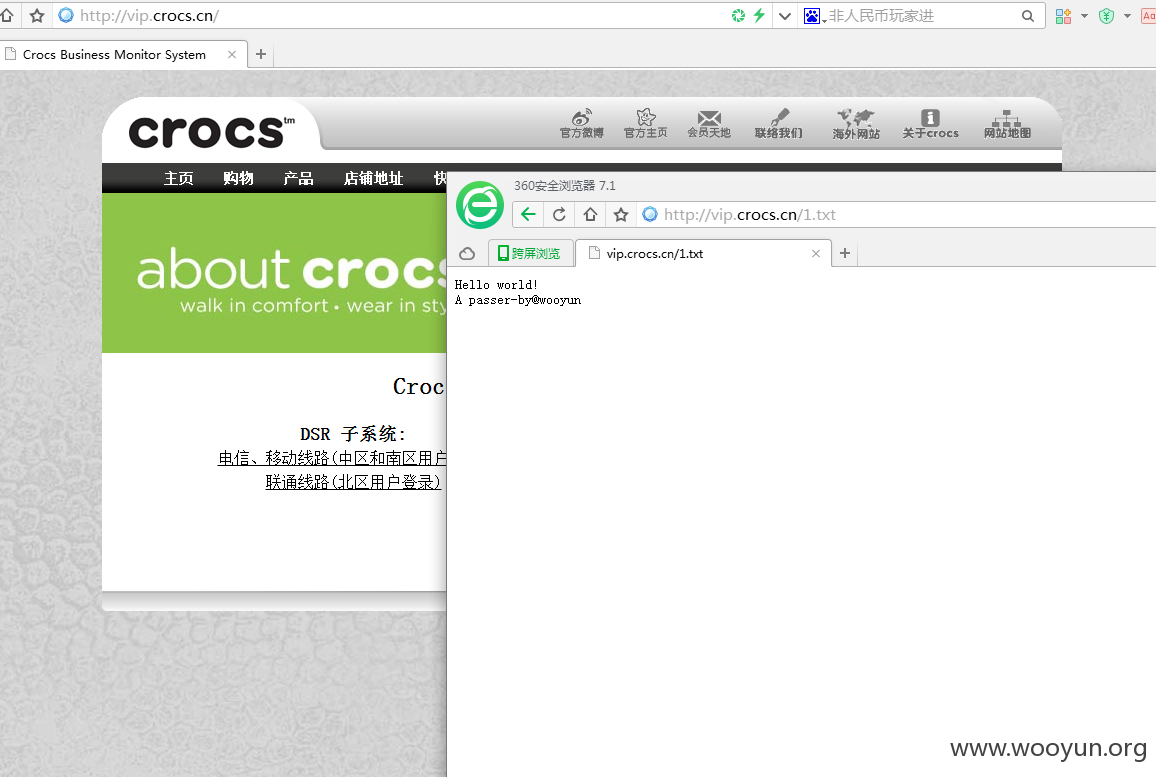 http://vip.crocs.cn/
非人民币玩家进
Crocs Business Monitor System
crocs™
官方微博 官方主页 会员天地 联络我们 海外网站 关于crocs 网站地图
主页 购物 产品 店铺地址 快
360安全浏览器 7.1
http://vip.crocs.cn/1.txt
跨屏浏览 vip.crocs.cn/1.txt
about crocs
walk in comfort • wear in sty
Hello world!
A passer-by@wooyun
Croc
DSR 子系统:
电信、移动线路(中区和南区用户
联通线路(北区用户登录)
www.wooyun.org